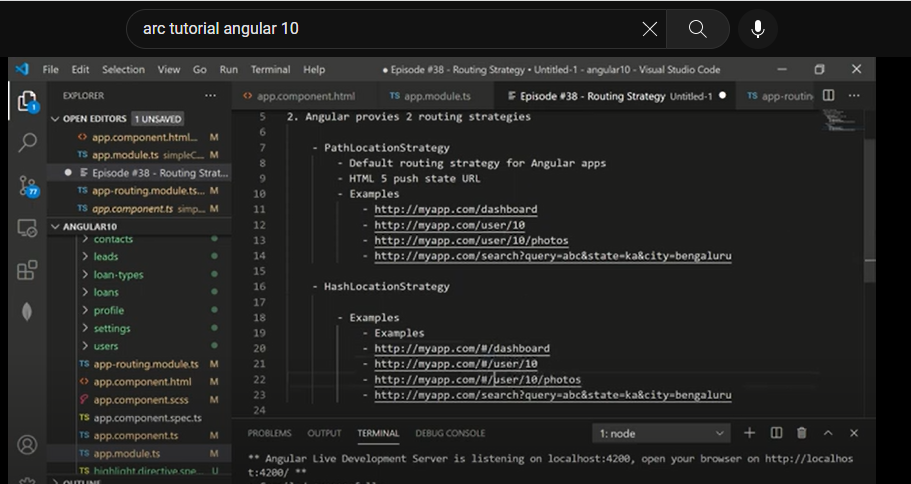 arc tutorial angular 10
File Edit Selection View Go Run Terminal Help
● Episode #38 - Routing Strategy • Untitled-1 - angular10 - Visual Studio Code
EXPLORER
OPEN EDITORS 1 UNSAVED
app.component.html... M
app.module.ts simpleC... M
Episode #38 - Routing Strat...
app-routing.module.ts... M
app.component.ts simp... M
ANGULAR10
contacts
leads
loan-types
loans
profile
settings
users
app-routing.module.ts M
app.component.html M
app.component.scss M
app.component.spec.ts
app.component.ts M
app.module.ts M
highlight.directive.spe... U
OUTLINE
1
77
app.component.html
TS app.module.ts
Episode #38 - Routing Strategy Untitled-1
TS app-routin
5 2. Angular provies 2 routing strategies
6
7 - PathLocationStrategy
8 - Default routing strategy for Angular apps
9 - HTML 5 push state URL
10 - Examples
11 - http://myapp.com/dashboard
12 - http://myapp.com/user/10
13 - http://myapp.com/user/10/photos
14 - http://myapp.com/search?query=abc&state=ka&city=bengaluru
15
16 - HashLocationStrategy
17
18 - Examples
19 - Examples
20 - http://myapp.com/#/dashboard
21 - http://myapp.com/#/user/10
22 - http://myapp.com/#/user/10/photos
23 - http://myapp.com/search?query=abc&state=ka&city=bengaluru
24
PROBLEMS OUTPUT TERMINAL DEBUG CONSOLE 1: node
** Angular Live Development Server is listening on localhost:4200, open your browser on http://localhos
t:4200/ **